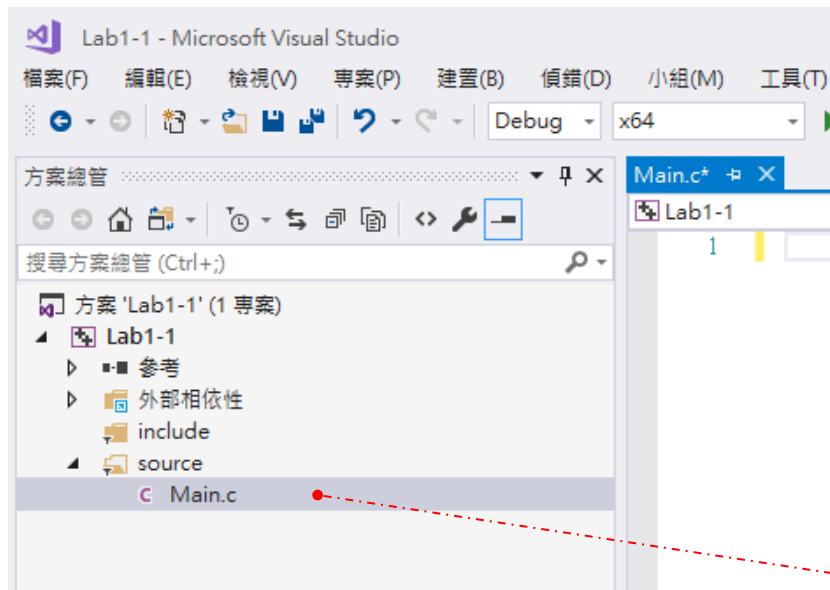 Lab1-1 - Microsoft Visual Studio
檔案(F) 編輯(E) 檢視(V) 專案(P) 建置(B) 偵錯(D) 小組(M) 工具(T)
Debug x64
方案總管
搜尋方案總管 (Ctrl+;)
方案 'Lab1-1' (1 專案)
Lab1-1
參考
外部相依性
include
source
Main.c
Main.c*
Lab1-1
1